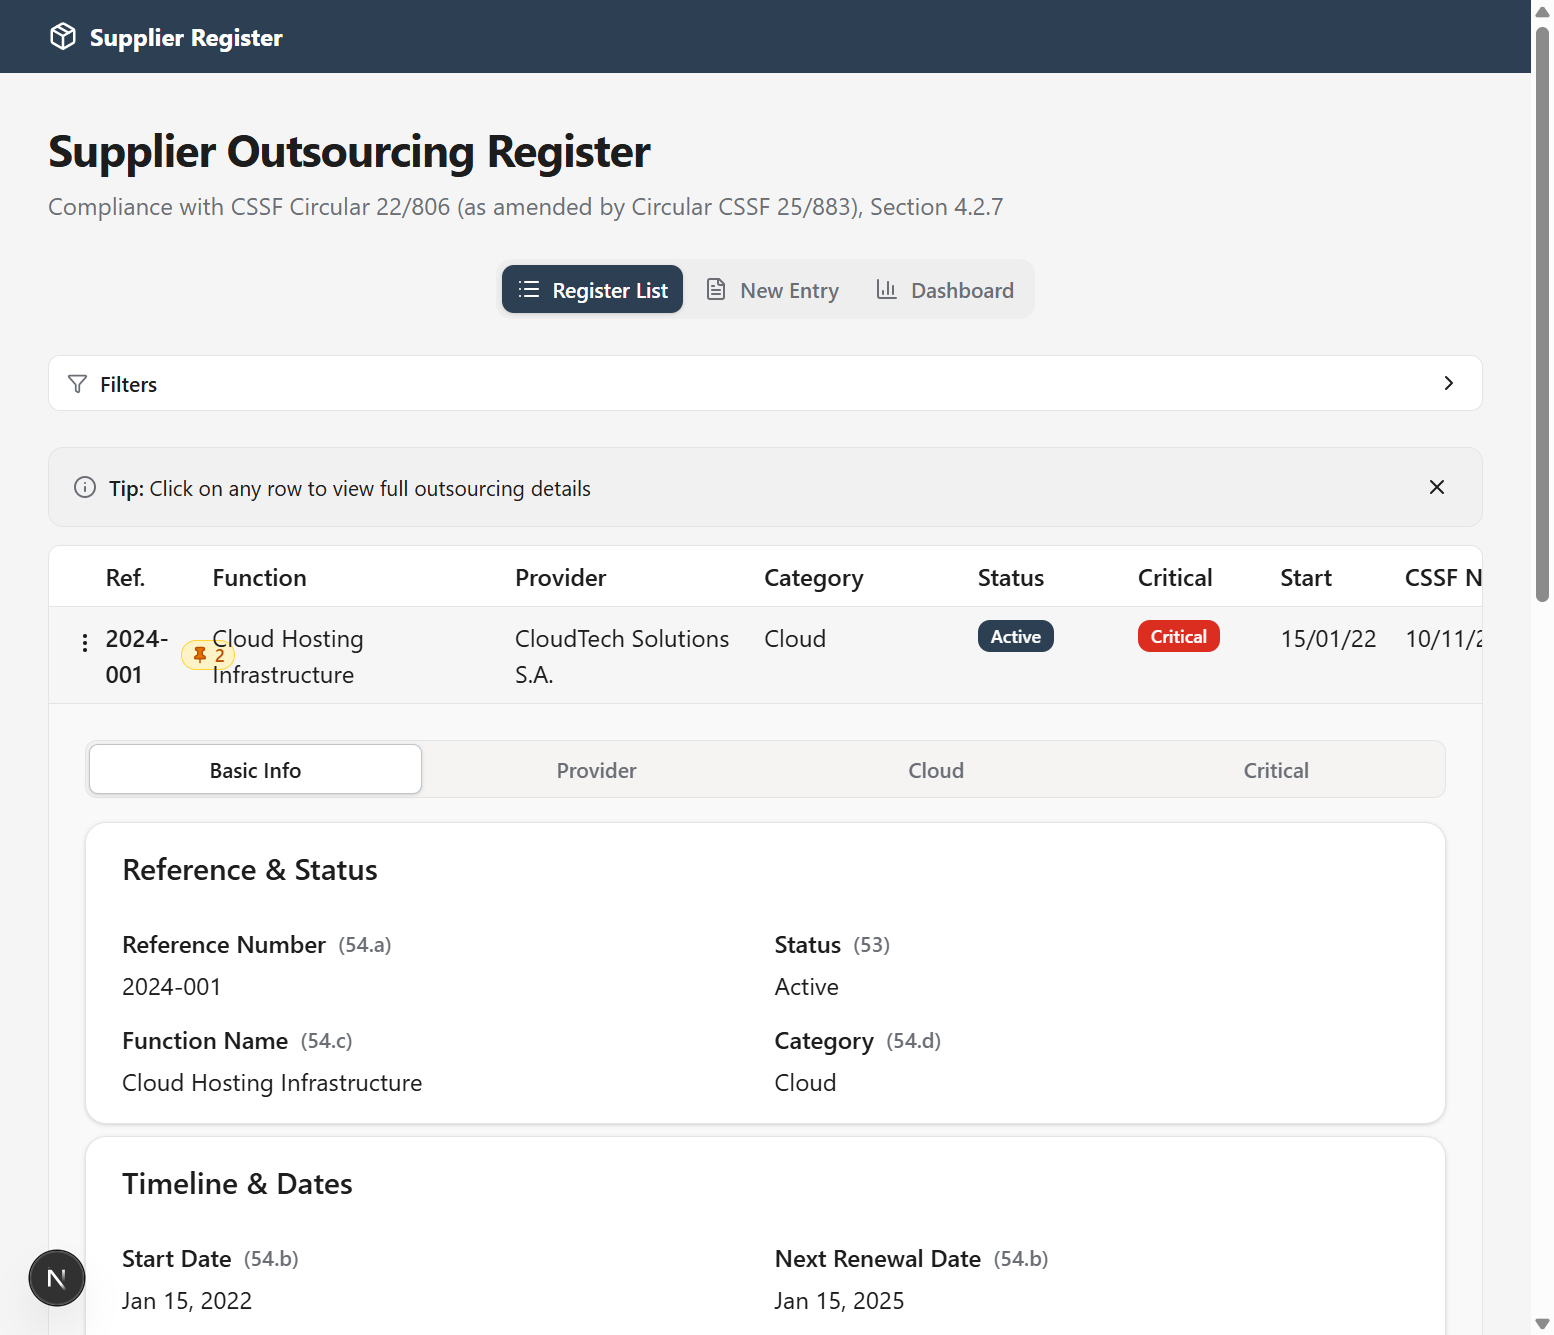 Supplier Register
Supplier Outsourcing Register
Compliance with CSSF Circular 22/806 (as amended by Circular CSSF 25/883), Section 4.2.7
Register List
New Entry
Dashboard
Filters
Tip: Click on any row to view full outsourcing details
Ref. Function Provider Category Status Critical Start CSSF N
2024-001
2
Cloud Hosting Infrastructure
CloudTech Solutions S.A.
Cloud
Active
Critical
15/01/22
10/11/2
Basic Info
Provider
Cloud
Critical
Reference & Status
Reference Number (54.a)
2024-001
Status (53)
Active
Function Name (54.c)
Cloud Hosting Infrastructure
Category (54.d)
Cloud
Timeline & Dates
Start Date (54.b)
Jan 15, 2022
Next Renewal Date (54.b)
Jan 15, 2025
N